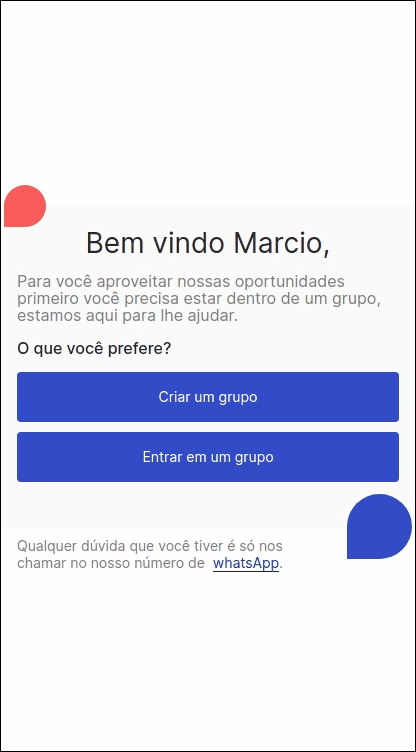 Bem vindo Marcio,
Para você aproveitar nossas oportunidades
primeiro você precisa estar dentro de um grupo,
estamos aqui para lhe ajudar.
O que você prefere?
Criar um grupo
Entrar em um grupo
Qualquer dúvida que você tiver é só nos
chamar no nosso número de whatsApp.